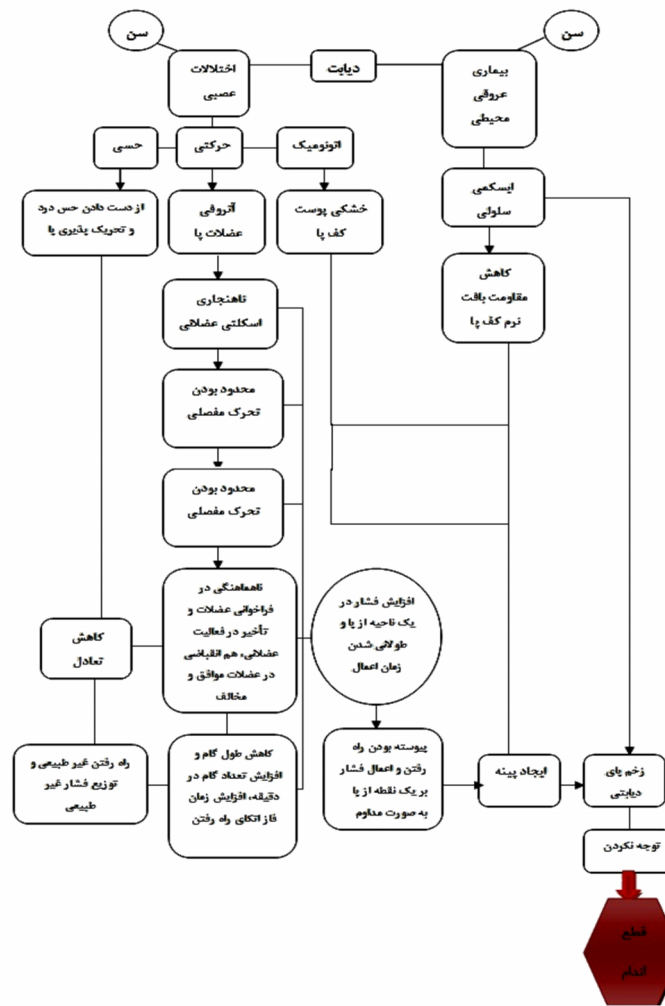 سن
سن
دیابت
بیماری
عروقی
محیطی
اختلالات
عصبی
اتونومیک
حرکتی
حسی
ایسکمی
سلولی
خشکی پوست
کف پا
آتروفی
عضلات پا
از دست دادن حس درد
و تحریک پذیری پا
کاهش
مقاومت بافت
نرم کف پا
ناهنجاری
اسکلتی عضلانی
محدود بودن
تحرک مفصلی
محدود بودن
تحرک مفصلی
افزایش فشار در
یک ناحیه از پا و
طولانی شدن
زمان اعمال
ناهماهنگی در
فراخوانی عضلات و
تأخیر در فعالیت
عضلانی، هم انقباضی
در عضلات موافق و
مخالف
کاهش
تعادل
زخم پای
دیابتی
ایجاد پینه
پیوسته بودن راه
رفتن و اعمال فشار
بر یک نقطه از پا
به صورت مداوم
کاهش طول گام و
افزایش تعداد گام در
دقیقه، افزایش زمان
فاز اتکای راه رفتن
راه رفتن غیر طبیعی و
توزیع فشار غیر
طبیعی
توجه نکردن
قطع
اندام